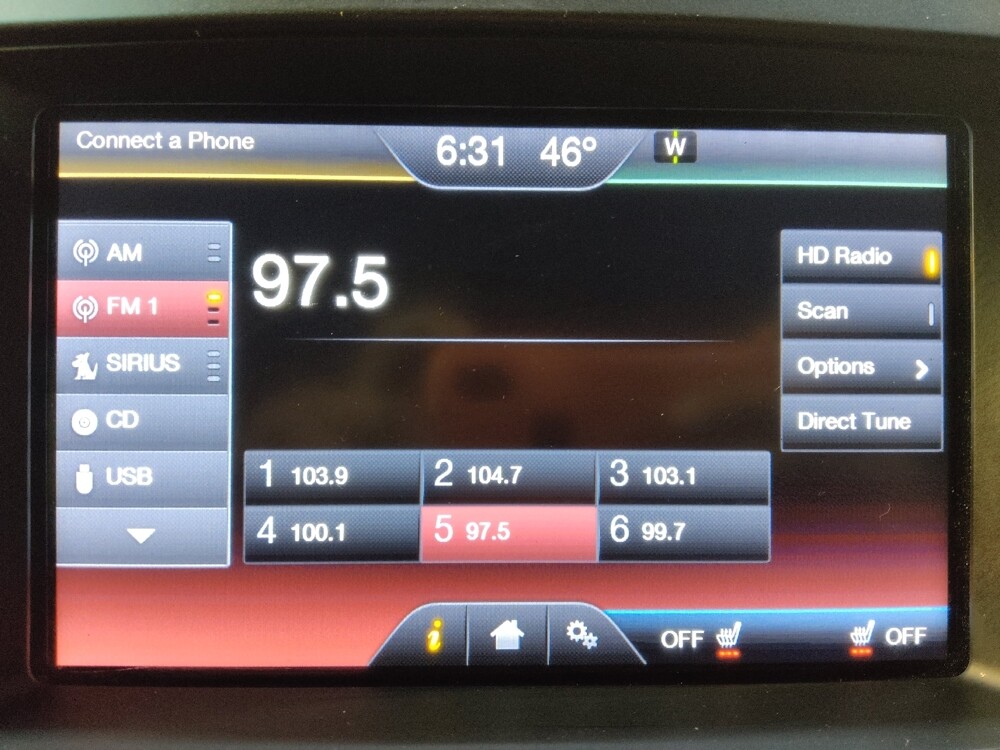 Connect a Phone
6:31 46° W
AM
FM 1
SIRIUS
CD
USB
97.5
HD Radio
Scan
Options
Direct Tune
1 103.9 2 104.7 3 103.1
4 100.1 5 97.5 6 99.7
i
OFF OFF